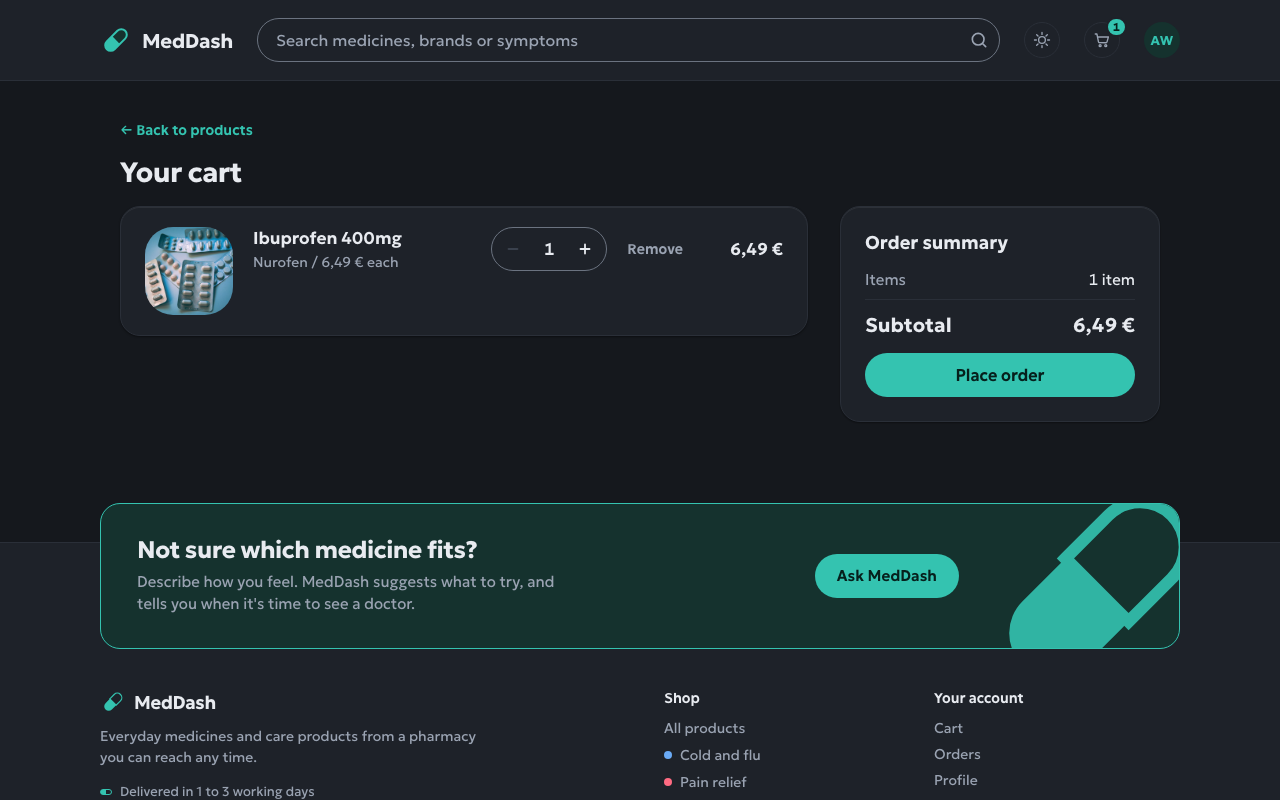 MedDash
Search medicines, brands or symptoms
1
AW
← Back to products
Your cart
Ibuprofen 400mg
Nurofen / 6,49 € each
− 1 +
Remove
6,49 €
Order summary
Items 1 item
Subtotal 6,49 €
Place order
Not sure which medicine fits?
Describe how you feel. MedDash suggests what to try, and
tells you when it's time to see a doctor.
Ask MedDash
MedDash
Everyday medicines and care products from a pharmacy
you can reach any time.
Delivered in 1 to 3 working days
Shop
All products
Cold and flu
Pain relief
Your account
Cart
Orders
Profile